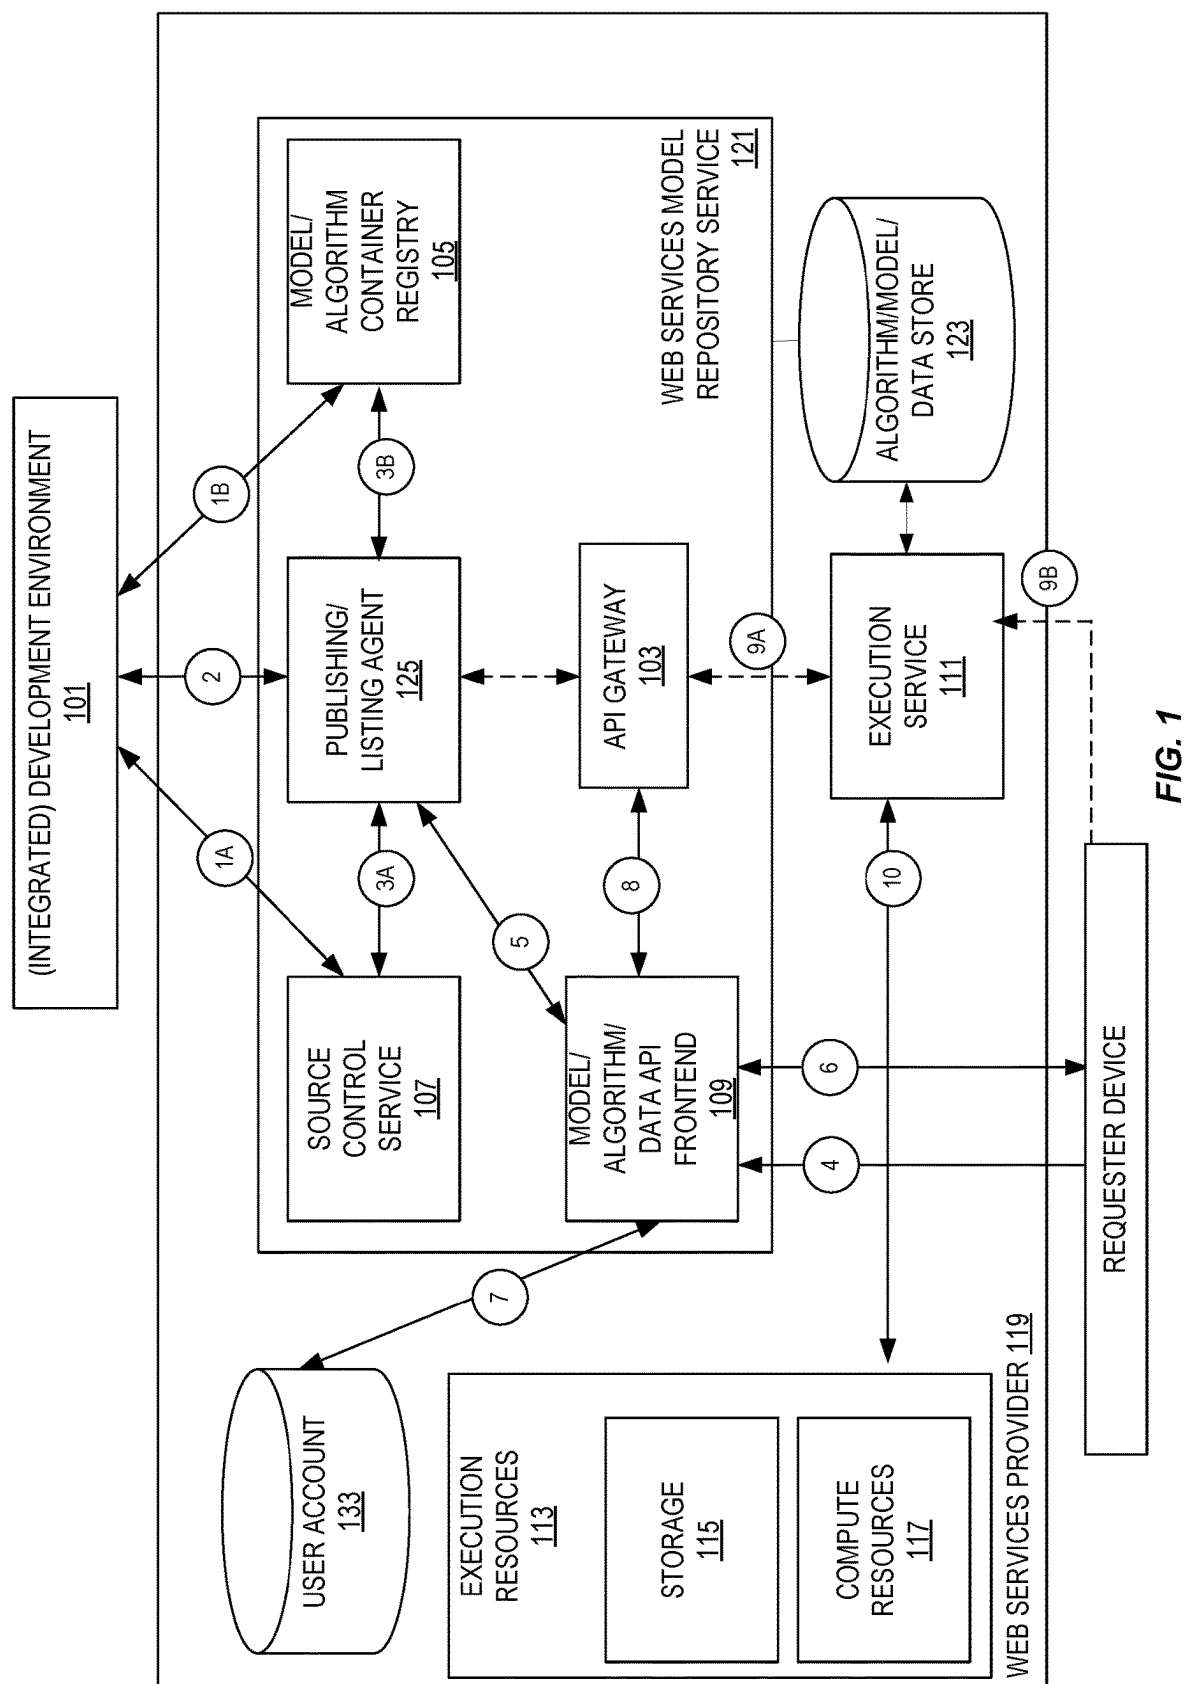 (INTEGRATED) DEVELOPMENT ENVIRONMENT
101
1A
2
1B
SOURCE
CONTROL
SERVICE
107
3A
PUBLISHING/
LISTING AGENT
125
3B
MODEL/
ALGORITHM
CONTAINER
REGISTRY
105
USER ACCOUNT
133
7
5
MODEL/
ALGORITHM/
DATA API
FRONTEND
109
8
API GATEWAY
103
WEB SERVICES MODEL
REPOSITORY SERVICE
121
EXECUTION
RESOURCES
113
STORAGE
115
COMPUTE
RESOURCES
117
4
6
10
9A
EXECUTION
SERVICE
111
ALGORITHM/MODEL/
DATA STORE
123
WEB SERVICES PROVIDER 119
9B
REQUESTER DEVICE
FIG. 1